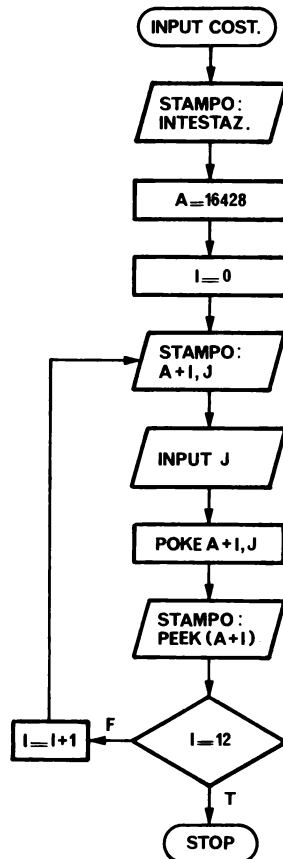 INPUT COST.
STAMPO:
INTESTAZ.
A=16428
I=0
STAMPO:
A+I, J
INPUT J
POKE A+I, J
STAMPO:
PEEK (A+I)
I=12
F
I=I+1
T
STOP